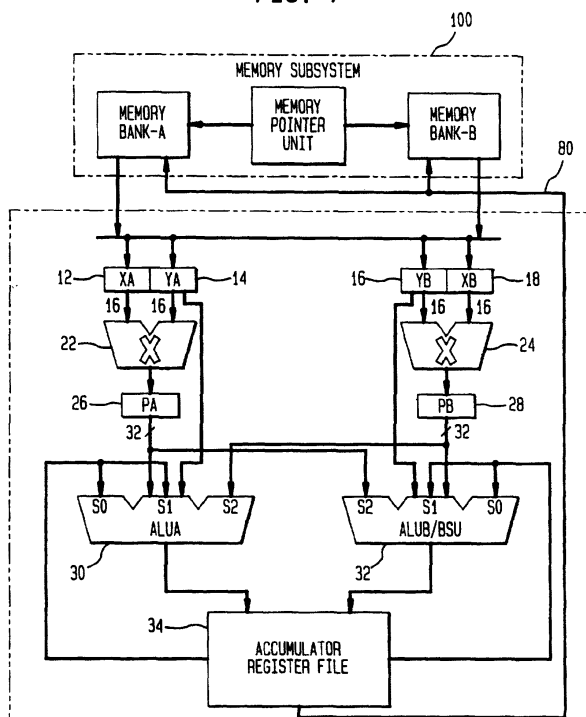 100
MEMORY SUBSYSTEM
MEMORY BANK-A
MEMORY POINTER UNIT
MEMORY BANK-B
80
12
XA
YA
14
16
YB
XB
18
16
16
16
16
22
24
26
PA
PB
28
32
32
S0
S1
S2
S2
S1
S0
ALUA
ALUB/BSU
30
32
34
ACCUMULATOR
REGISTER FILE